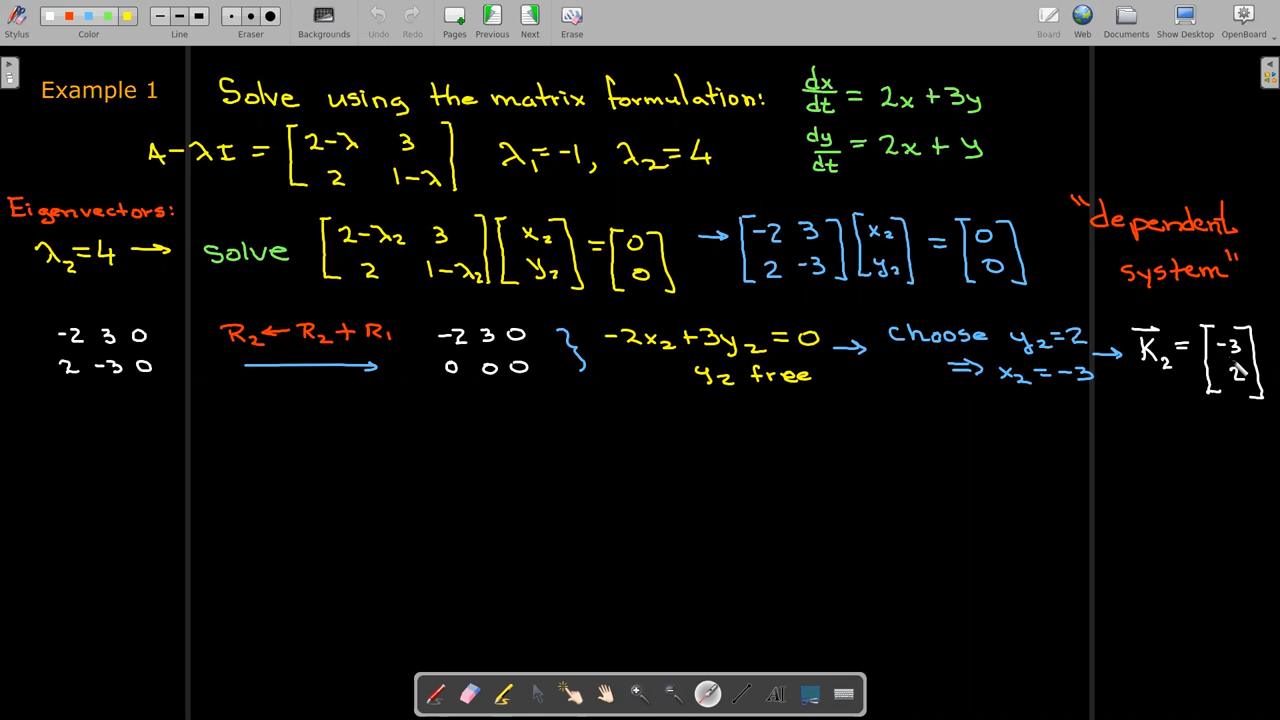 Stylus Color Line Eraser Backgrounds Undo Redo Pages Previous Next Erase Board Web Documents Show Desktop OpenBoard
Example 1 Solve using the matrix formulation: dx/dt = 2x + 3y
dy/dt = 2x + y
A - λI = [2-λ 3; 2 1-λ] λ₁ = -1, λ₂ = 4
Eigenvectors:
λ₂ = 4 → solve [2-λ₂ 3; 2 1-λ₂] [x₂; y₂] = [0; 0] → [-2 3; 2 -3] [x₂; y₂] = [0; 0] "dependent
system"
-2 3 0 R₂ ← R₂ + R₁ -2 3 0 } -2x₂ + 3y₂ = 0 → choose y₂ = 2 → K⃗₂ = [-3; 2]
2 -3 0 → 0 0 0 y₂ free ⇒ x₂ = -3
AI